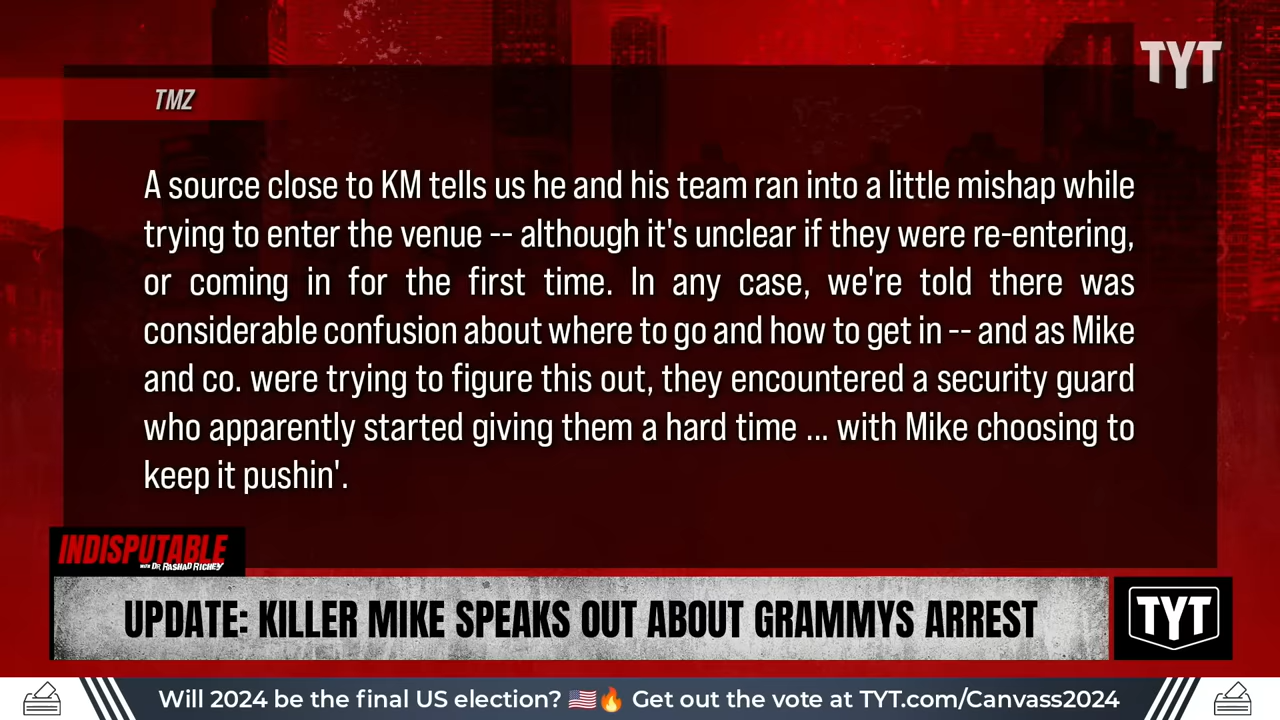 TYT
TMZ
A source close to KM tells us he and his team ran into a little mishap while
trying to enter the venue -- although it's unclear if they were re-entering,
or coming in for the first time. In any case, we're told there was
considerable confusion about where to go and how to get in -- and as Mike
and co. were trying to figure this out, they encountered a security guard
who apparently started giving them a hard time ... with Mike choosing to
keep it pushin'.
INDISPUTABLE
WITH DR. RASHAD RICHEY
UPDATE: KILLER MIKE SPEAKS OUT ABOUT GRAMMYS ARREST
TYT
Will 2024 be the final US election? 🇺🇸🔥 Get out the vote at TYT.com/Canvass2024